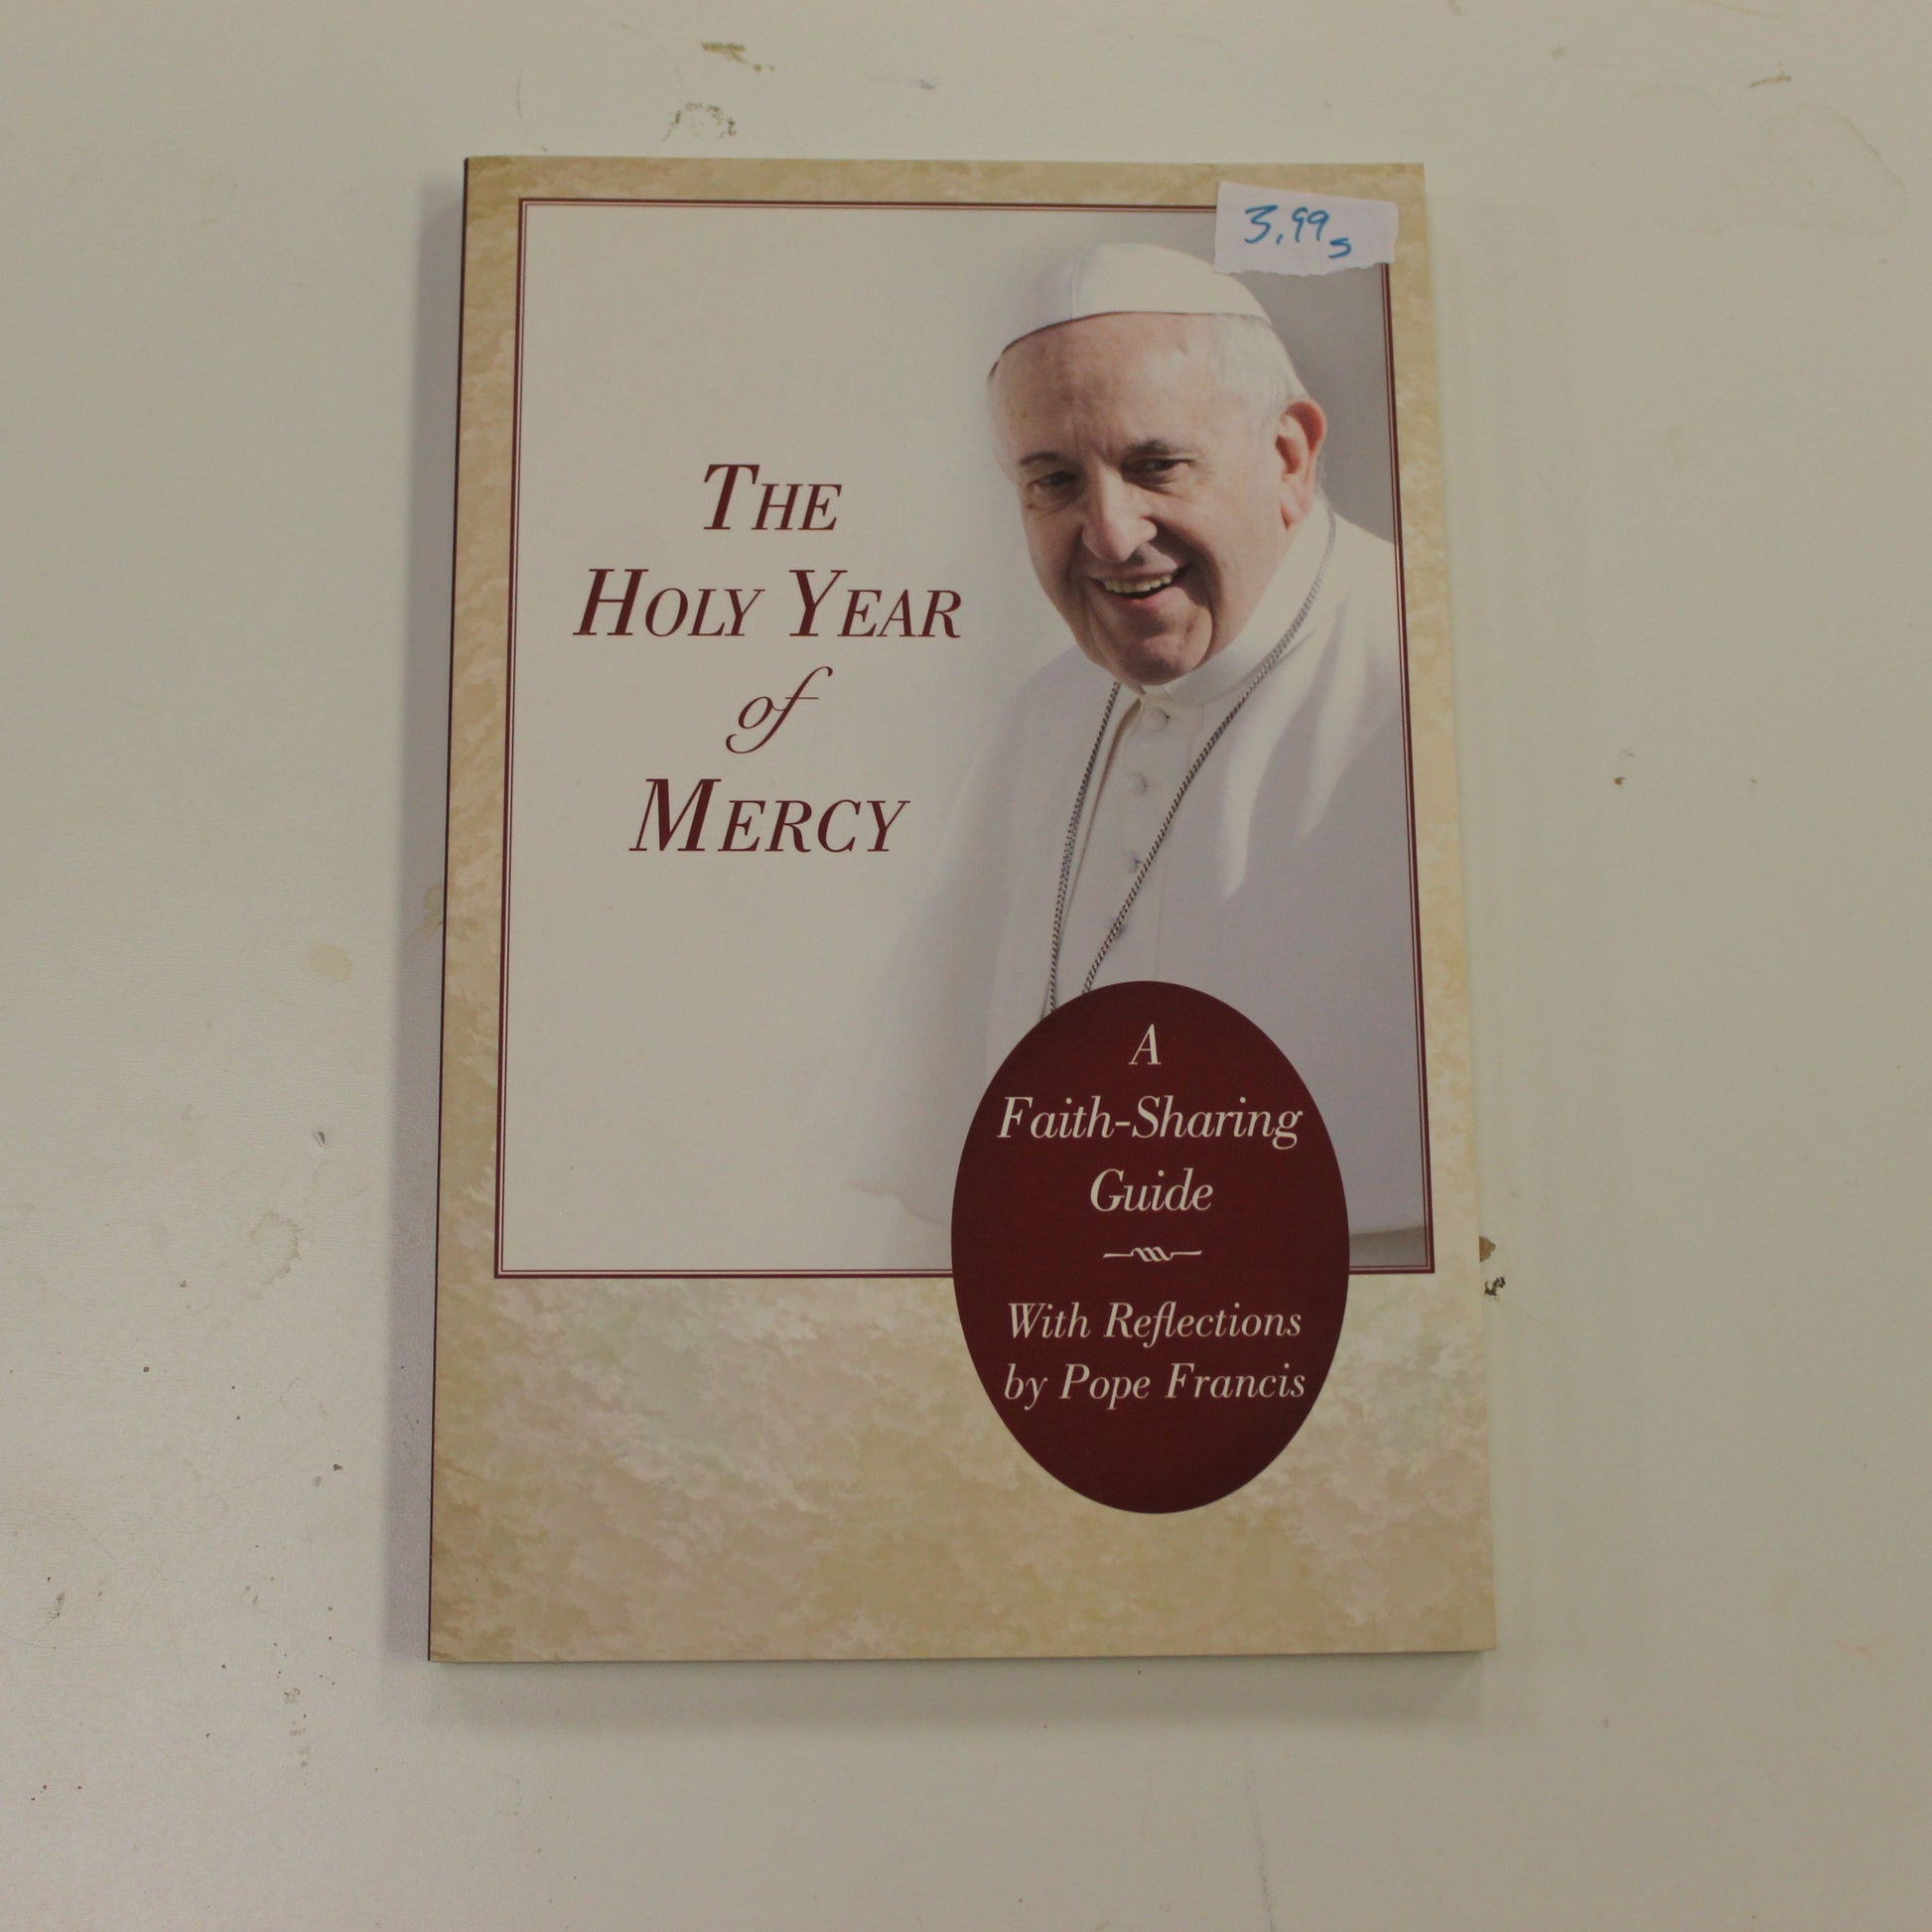 3.99 s
THE
HOLY YEAR
of
MERCY
A
Faith-Sharing
Guide
With Reflections
by Pope Francis